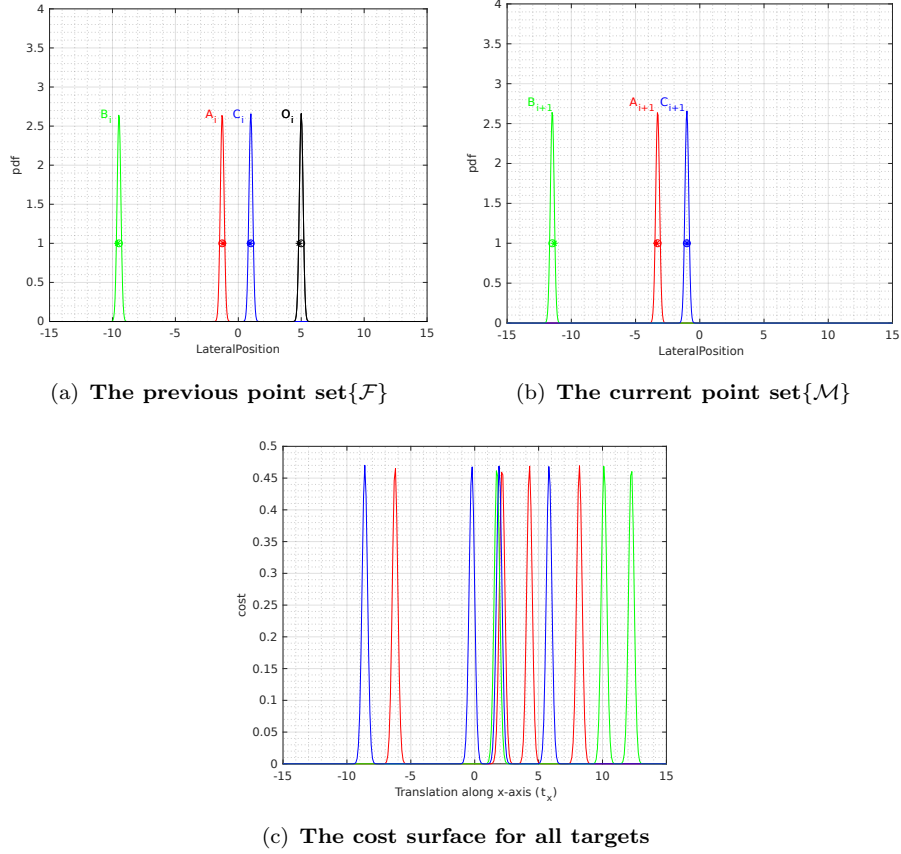 4
3.5
3
2.5
2
1.5
1
0.5
0
pdf
B_i
A_i
C_i
O_i
-15 -10 -5 0 5 10 15
LateralPosition
(a) The previous point set{ℱ}
4
3.5
3
2.5
2
1.5
1
0.5
0
pdf
B_{i+1}
A_{i+1}
C_{i+1}
-15 -10 -5 0 5 10 15
LateralPosition
(b) The current point set{ℳ}
0.5
0.45
0.4
0.35
0.3
0.25
0.2
0.15
0.1
0.05
0
cost
-15 -10 -5 0 5 10 15
Translation along x-axis (t_x)
(c) The cost surface for all targets